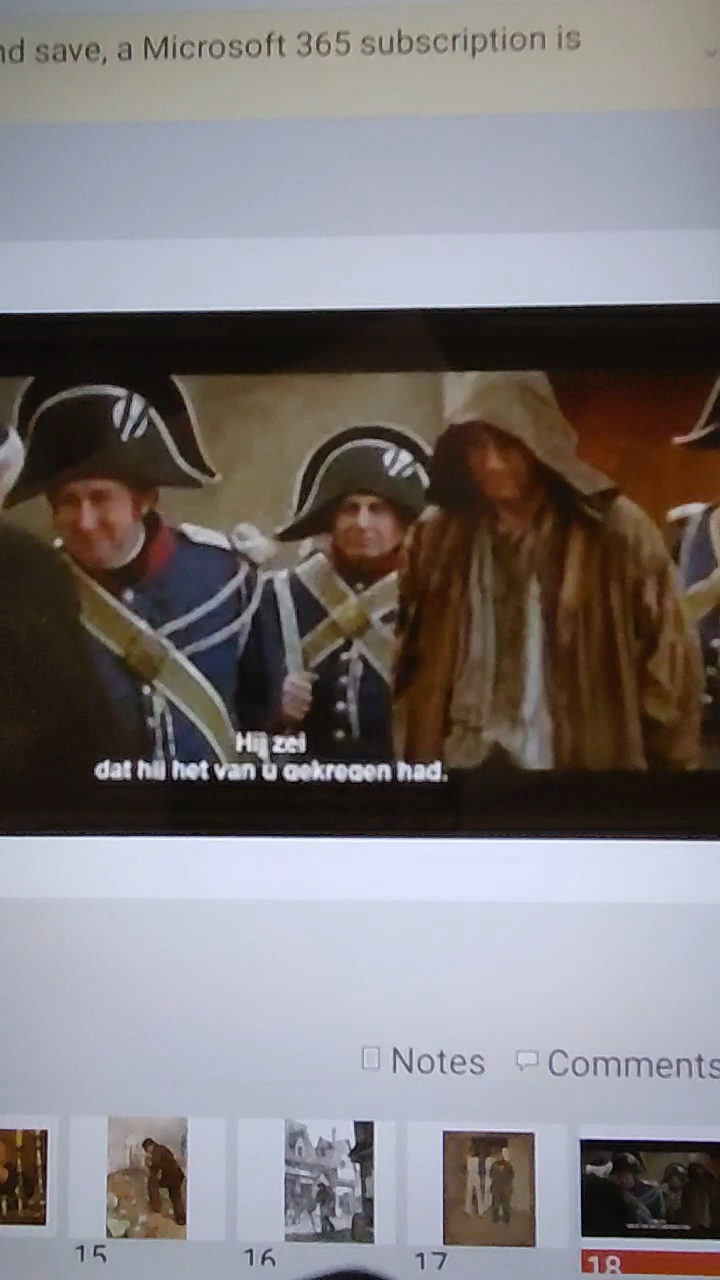 nd save, a Microsoft 365 subscription is
Hij zei
dat hij het van u gekregen had.
Notes Comments
15 16 17 18